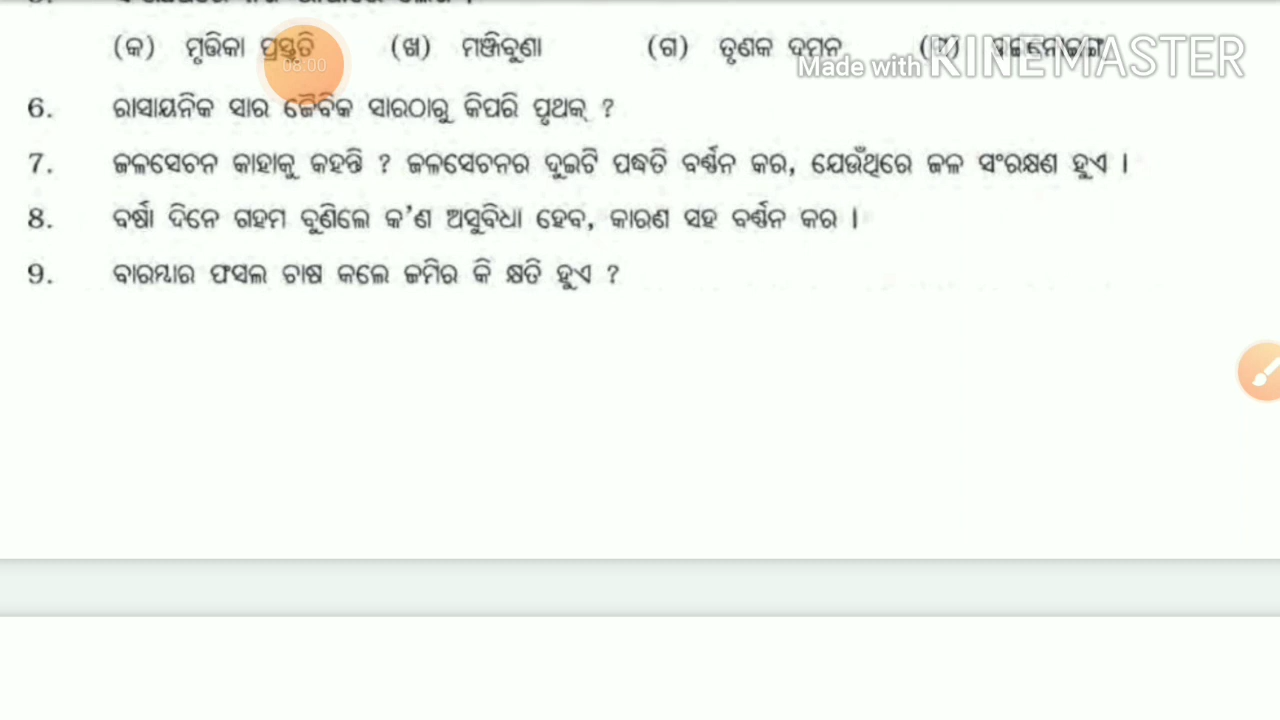 (କ) ମୃତ୍ତିକା ପ୍ରସ୍ତୁତି (ଖ) ମଞ୍ଜିବୁଣା (ଗ) ତୃଣକ ଦମନ
08:00
Made with KINEMASTER
6. ରାସାୟନିକ ସାର ଜୈବିକ ସାରଠାରୁ କିପରି ପୃଥକ୍ ?
7. ଜଳସେଚନ କାହାକୁ କହନ୍ତି ? ଜଳସେଚନର ଦୁଇଟି ପଦ୍ଧତି ବର୍ଣ୍ଣନ କର, ଯେଉଁଥିରେ ଜଳ ସଂରକ୍ଷଣ ହୁଏ ।
8. ବର୍ଷା ଦିନେ ଗହମ ବୁଣିଲେ କ'ଣ ଅସୁବିଧା ହେବ, କାରଣ ସହ ବର୍ଣ୍ଣନ କର ।
9. ବାରମ୍ଭାର ଫସଲ ଚାଷ କଲେ ଜମିର କି କ୍ଷତି ହୁଏ ?